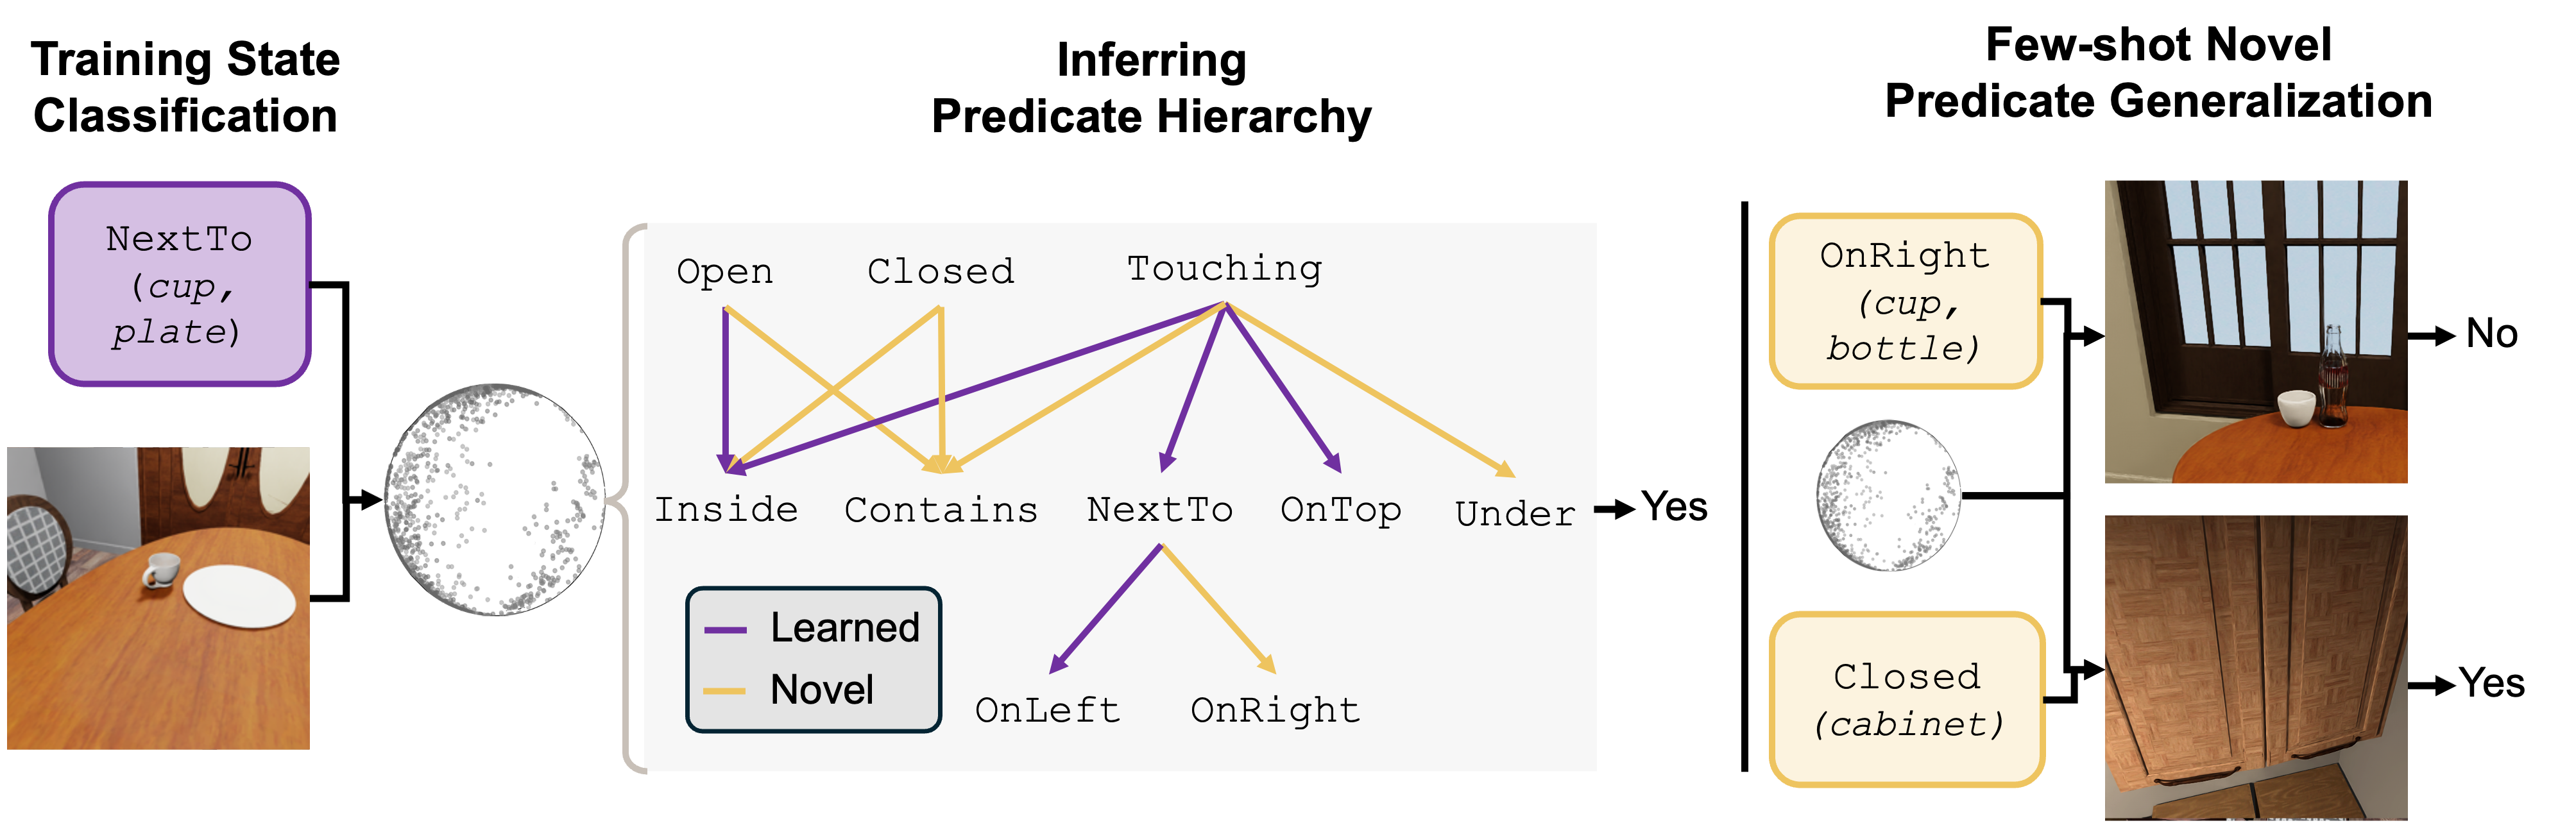 Training State
Classification
NextTo
(cup,
plate)
Inferring
Predicate Hierarchy
Open
Closed
Touching
Inside
Contains
NextTo
OnTop
Under
OnLeft
OnRight
Learned
Novel
Yes
Few-shot Novel
Predicate Generalization
OnRight
(cup,
bottle)
No
Closed
(cabinet)
Yes